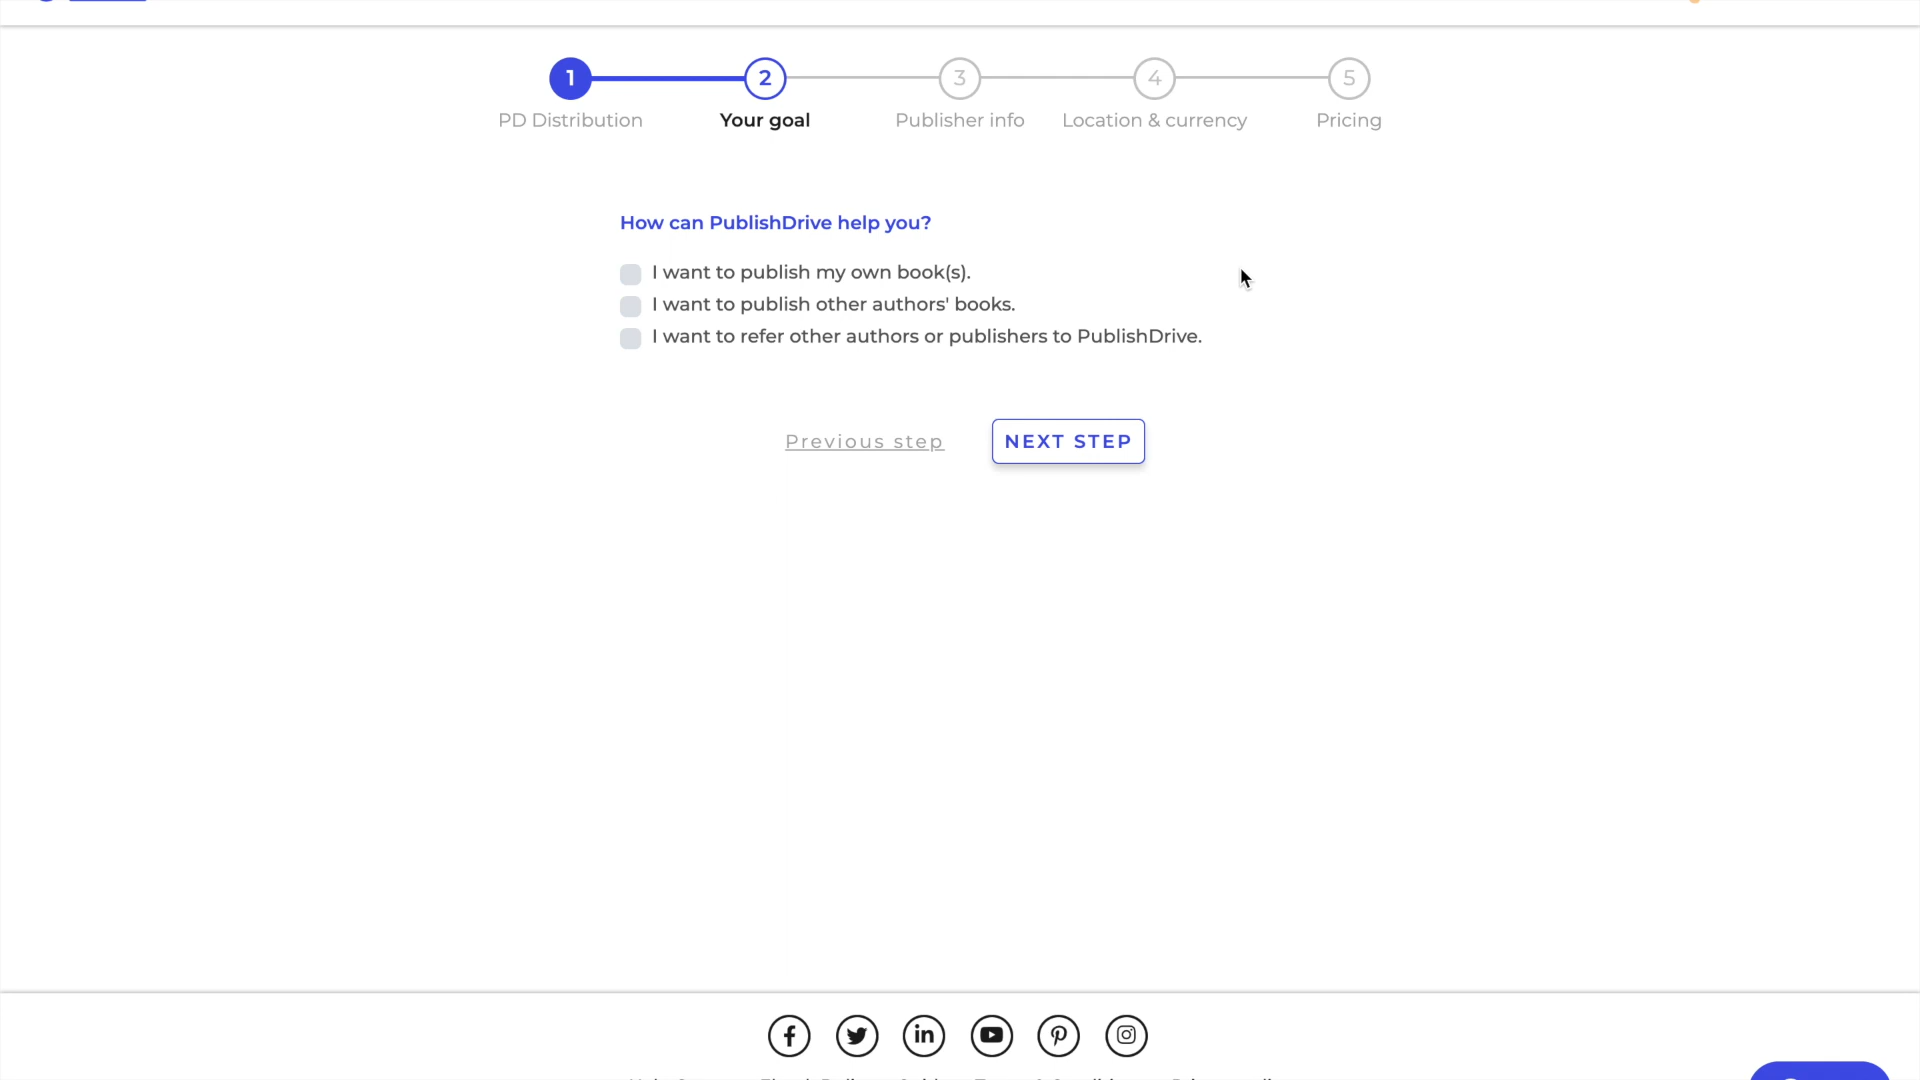 1 2 3 4 5
PD Distribution Your goal Publisher info Location & currency Pricing
How can PublishDrive help you?
I want to publish my own book(s).
I want to publish other authors' books.
I want to refer other authors or publishers to PublishDrive.
Previous step NEXT STEP